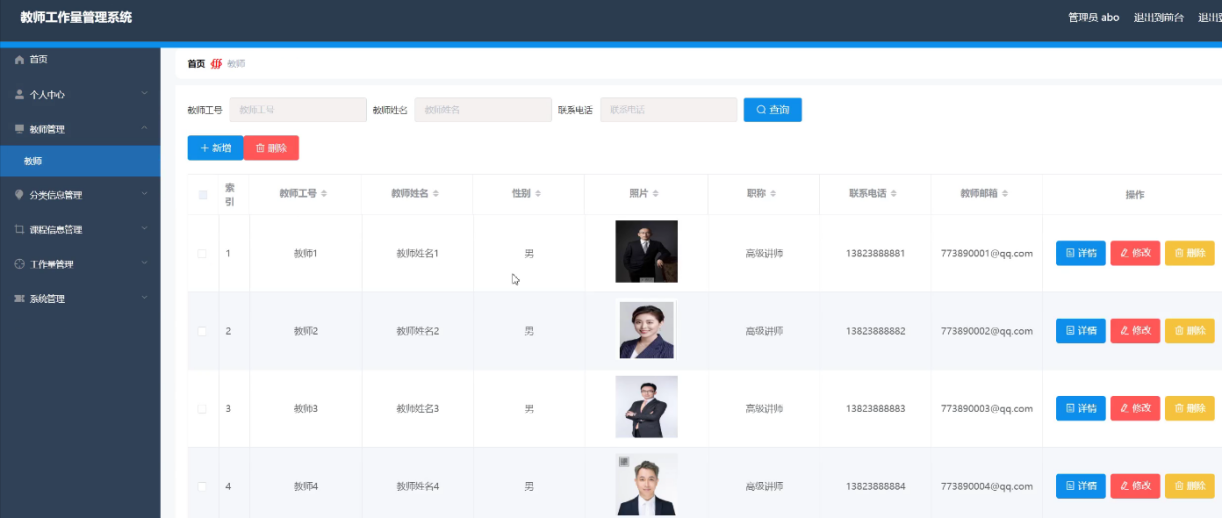 教师工作量管理系统
管理员 abo 退出到前台
首页
个人中心
教师管理
教师
分类信息管理
课程信息管理
工作量管理
系统管理
首页 教师
教师工号 教师工号 教师姓名 教师姓名 联系电话 联系电话 查询
新增 删除
索引 教师工号 教师姓名 性别 照片 职称 联系电话 教师邮箱 操作
1 教师1 教师姓名1 男 高级讲师 13823888881 773890001@qq.com 详情 修改 删除
2 教师2 教师姓名2 男 高级讲师 13823888882 773890002@qq.com 详情 修改 删除
3 教师3 教师姓名3 男 高级讲师 13823888883 773890003@qq.com 详情 修改 删除
4 教师4 教师姓名4 男 高级讲师 13823888884 773890004@qq.com 详情 修改 删除